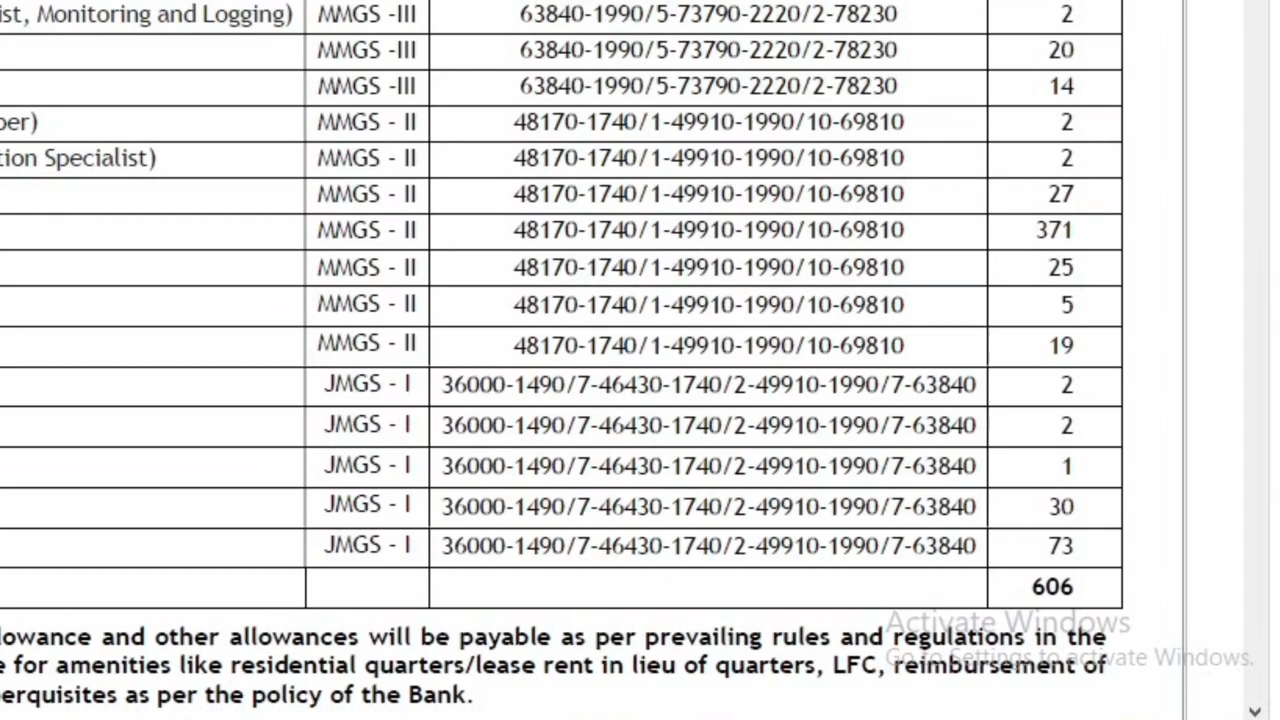 ist, Monitoring and Logging) MMGS -III 63840-1990/5-73790-2220/2-78230 2
MMGS -III 63840-1990/5-73790-2220/2-78230 20
MMGS -III 63840-1990/5-73790-2220/2-78230 14
per) MMGS - II 48170-1740/1-49910-1990/10-69810 2
tion Specialist) MMGS - II 48170-1740/1-49910-1990/10-69810 2
MMGS - II 48170-1740/1-49910-1990/10-69810 27
MMGS - II 48170-1740/1-49910-1990/10-69810 371
MMGS - II 48170-1740/1-49910-1990/10-69810 25
MMGS - II 48170-1740/1-49910-1990/10-69810 5
MMGS - II 48170-1740/1-49910-1990/10-69810 19
JMGS - I 36000-1490/7-46430-1740/2-49910-1990/7-63840 2
JMGS - I 36000-1490/7-46430-1740/2-49910-1990/7-63840 2
JMGS - I 36000-1490/7-46430-1740/2-49910-1990/7-63840 1
JMGS - I 36000-1490/7-46430-1740/2-49910-1990/7-63840 30
JMGS - I 36000-1490/7-46430-1740/2-49910-1990/7-63840 73
606
Activate Windows
lowance and other allowances will be payable as per prevailing rules and regulations in the
Go to Settings to activate Windows.
e for amenities like residential quarters/lease rent in lieu of quarters, LFC, reimbursement of
perquisites as per the policy of the Bank.